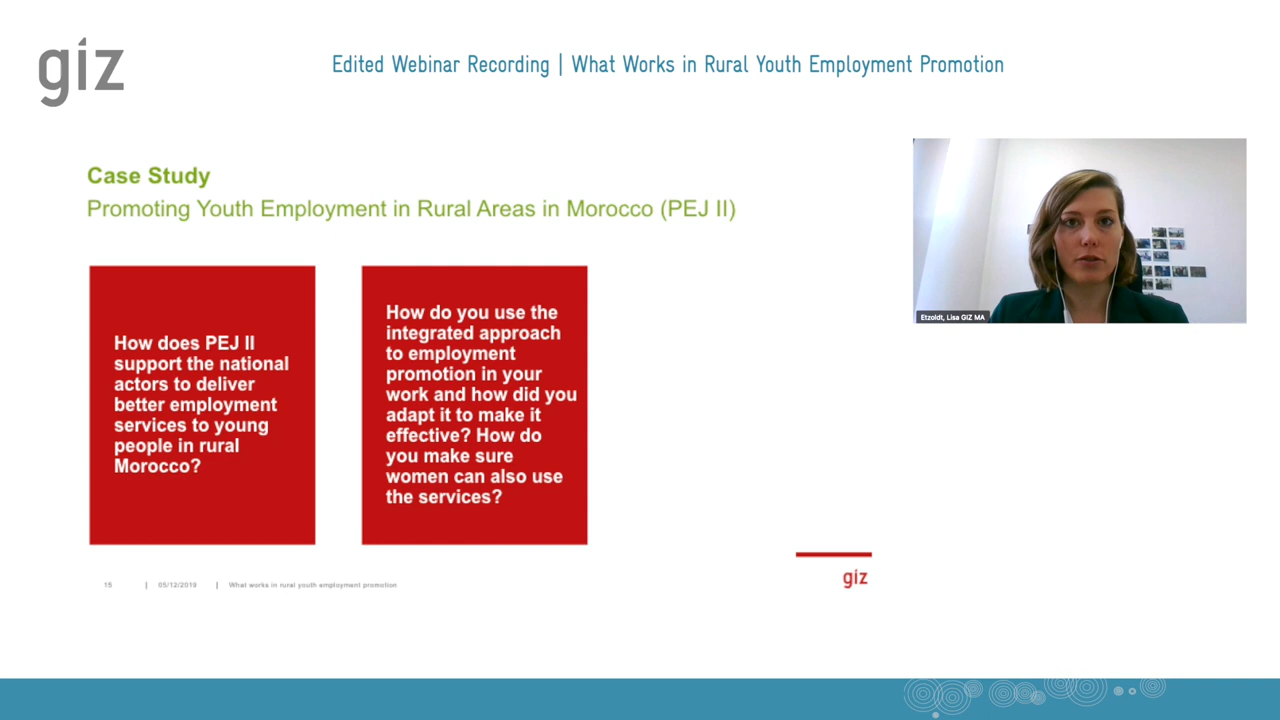 giz
Edited Webinar Recording | What Works in Rural Youth Employment Promotion
Case Study
Promoting Youth Employment in Rural Areas in Morocco (PEJ II)
How does PEJ II
support the national
actors to deliver
better employment
services to young
people in rural
Morocco?
How do you use the
integrated approach
to employment
promotion in your
work and how did you
adapt it to make it
effective? How do
you make sure
women can also use
the services?
Etzoldt, Lisa GIZ MA
15 | 05/12/2019 | What works in rural youth employment promotion
giz